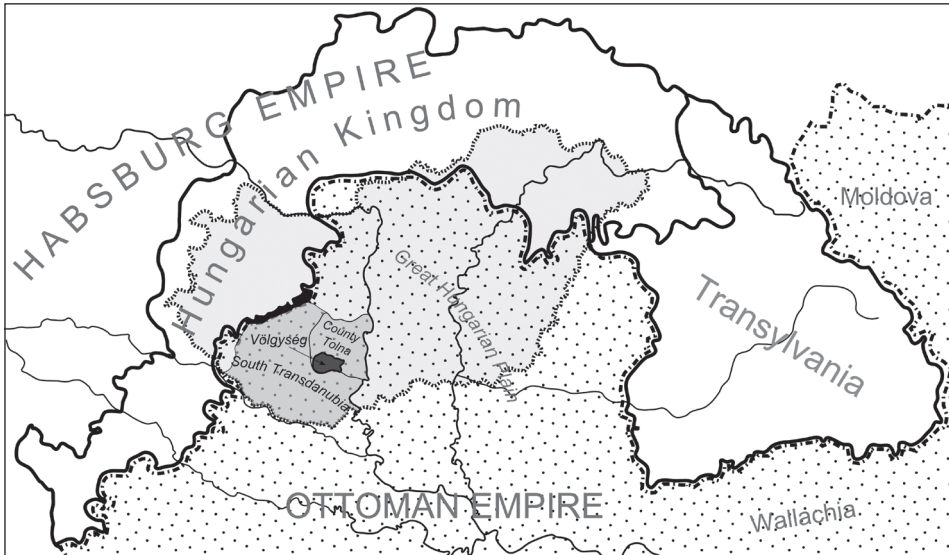 HABSBURG EMPIRE
Hungarian Kingdom
Moldova
Great Hungarian Plain
Transylvania
County
Tolna
Völgység
South Transdanubia
OTTOMAN EMPIRE
Wallachia